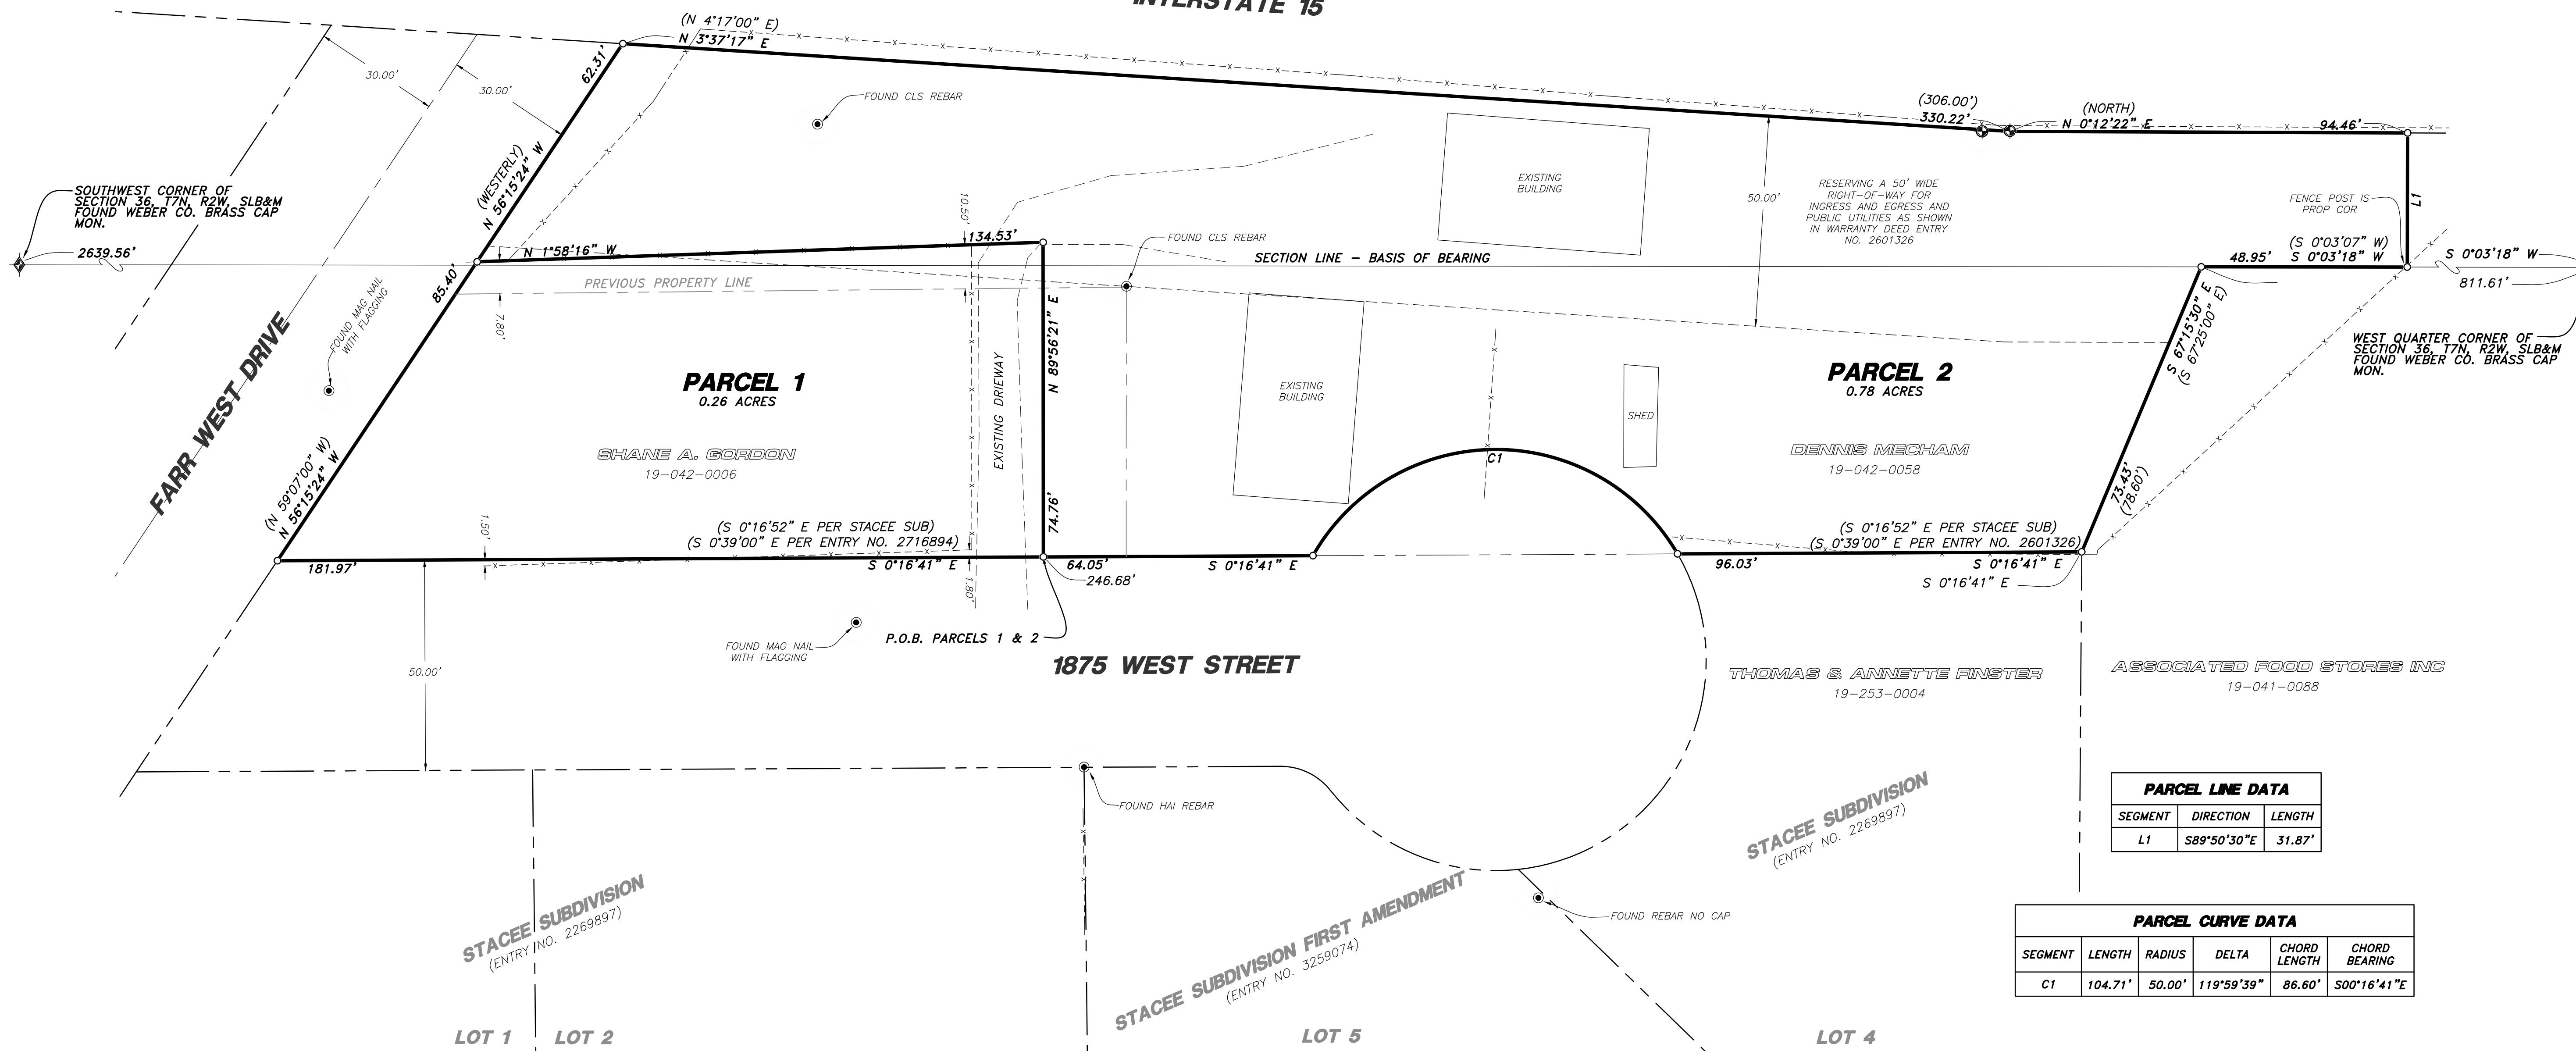 INTERSTATE 15
(N 4°17'00" E)
N 3°37'17" E
62.31'
30.00'
30.00'
FOUND CLS REBAR
(306.00')
330.22'
(NORTH)
N 0°12'22" E
94.46'
L1
(WESTERLY)
N 56°15'24" W
SOUTHWEST CORNER OF
SECTION 36, T7N, R2W, SLB&M
FOUND WEBER CO. BRASS CAP
MON.
2639.56'
EXISTING
BUILDING
50.00'
RESERVING A 50' WIDE
RIGHT-OF-WAY FOR
INGRESS AND EGRESS AND
PUBLIC UTILITIES AS SHOWN
IN WARRANTY DEED ENTRY
NO. 2601326
FENCE POST IS
PROP COR
10.50'
134.53'
N 1°58'16" W
FOUND CLS REBAR
SECTION LINE - BASIS OF BEARING
(S 0°03'07" W)
48.95'
S 0°03'18" W
S 0°03'18" W
811.61'
85.40'
PREVIOUS PROPERTY LINE
7.80'
FOUND MAG NAIL
WITH FLAGGING
N 89°56'21" E
S 67°15'30" E
(S 67°25'00" E)
WEST QUARTER CORNER OF
SECTION 36, T7N, R2W, SLB&M
FOUND WEBER CO. BRASS CAP
MON.
FARR WEST DRIVE
PARCEL 1
0.26 ACRES
SHANE A. GORDON
19-042-0006
EXISTING DRIEWAY
EXISTING
BUILDING
SHED
PARCEL 2
0.78 ACRES
DENNIS MECHAM
19-042-0058
C1
73.43'
(78.60')
(N 59°07'00" W)
N 56°15'24" W
1.50'
74.76'
(S 0°16'52" E PER STACEE SUB)
(S 0°39'00" E PER ENTRY NO. 2716894)
(S 0°16'52" E PER STACEE SUB)
(S 0°39'00" E PER ENTRY NO. 2601326)
181.97'
S 0°16'41" E
1.80'
64.05'
246.68'
S 0°16'41" E
96.03'
S 0°16'41" E
S 0°16'41" E
P.O.B. PARCELS 1 & 2
FOUND MAG NAIL
WITH FLAGGING
50.00'
1875 WEST STREET
THOMAS & ANNETTE FINSTER
19-253-0004
ASSOCIATED FOOD STORES INC
19-041-0088
FOUND HAI REBAR
PARCEL LINE DATA
SEGMENT DIRECTION LENGTH
L1 S89°50'30"E 31.87'
STACEE SUBDIVISION
(ENTRY NO. 2269897)
STACEE SUBDIVISION
(ENTRY NO. 2269897)
STACEE SUBDIVISION FIRST AMENDMENT
(ENTRY NO. 3259074)
FOUND REBAR NO CAP
PARCEL CURVE DATA
SEGMENT LENGTH RADIUS DELTA CHORD LENGTH CHORD BEARING
C1 104.71' 50.00' 119°59'39" 86.60' S00°16'41"E
LOT 1
LOT 2
LOT 5
LOT 4